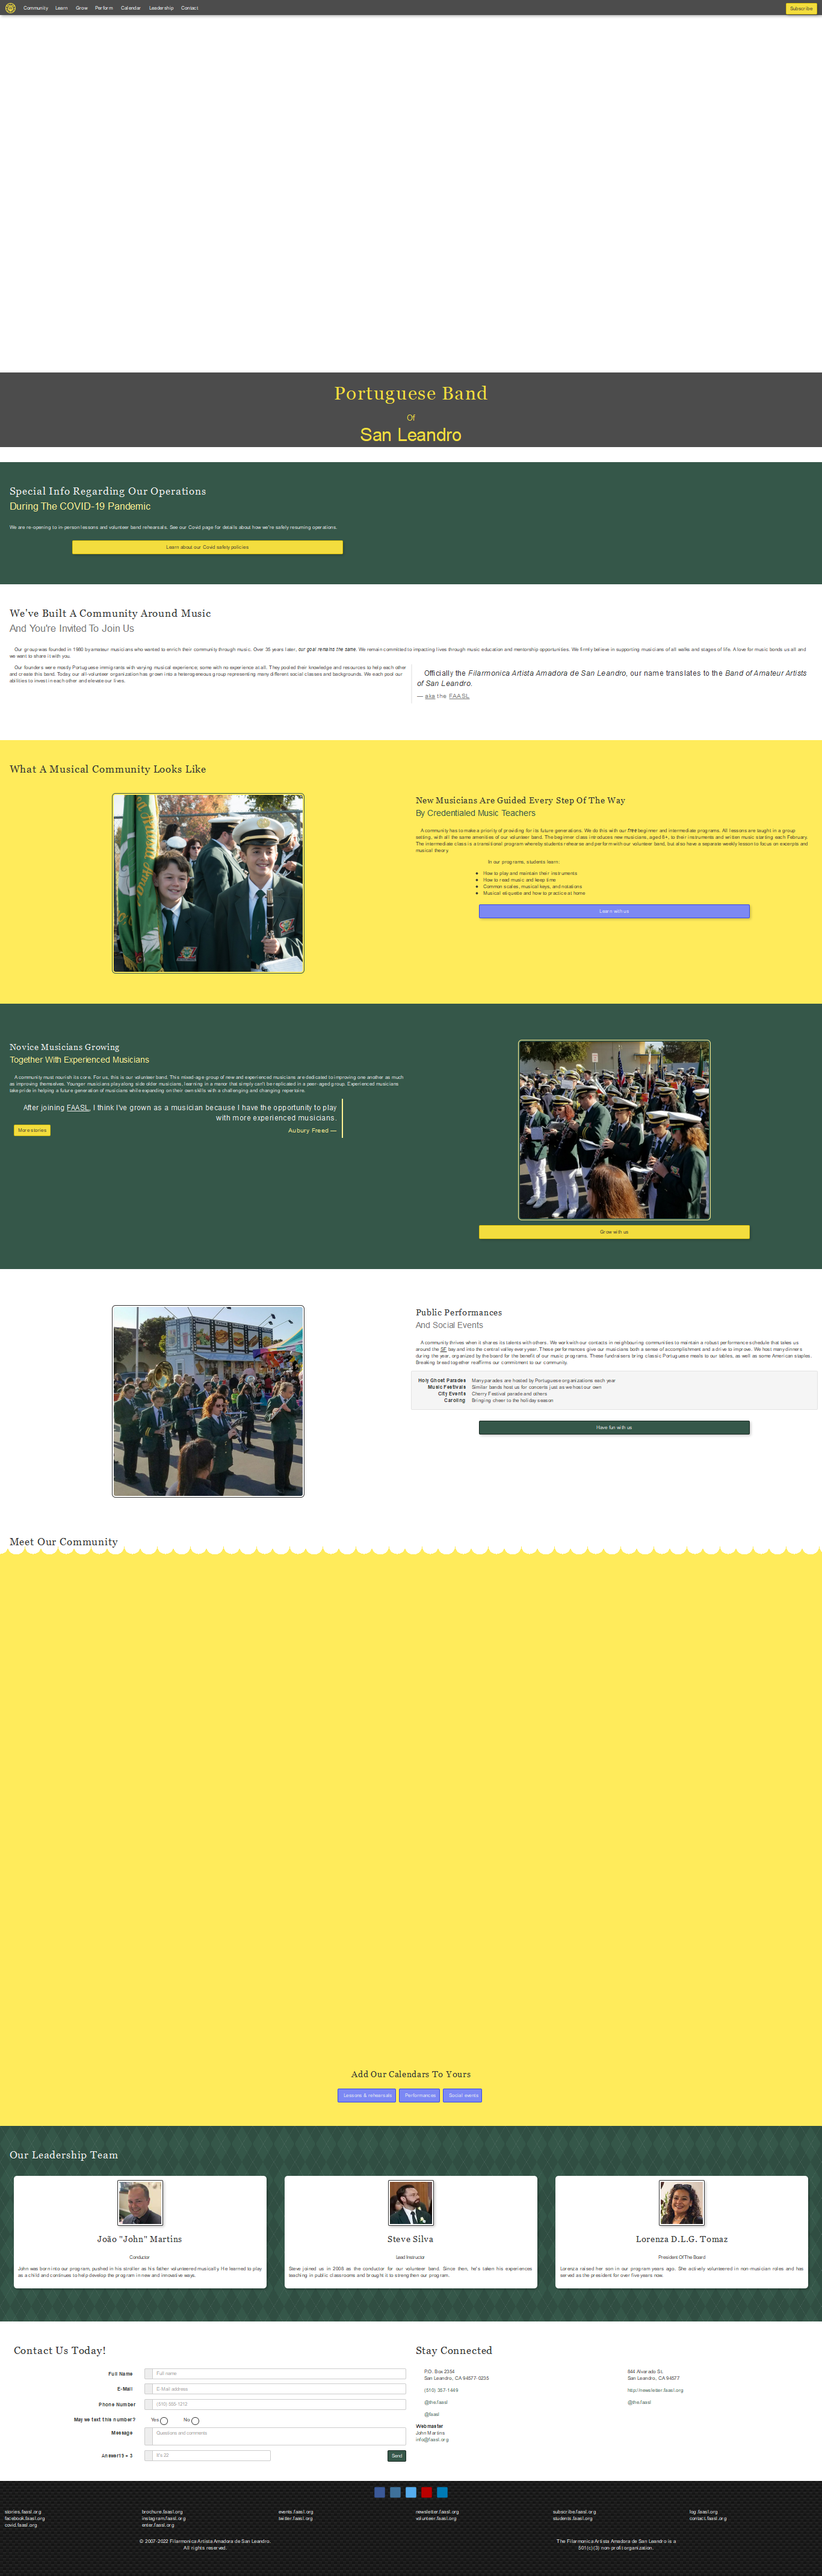 Community Learn Grow Perform Calendar Leadership Contact Subscribe
Portuguese Band
Of
San Leandro
Special Info Regarding Our Operations
During The COVID-19 Pandemic
We are re-opening to in-person lessons and volunteer band rehearsals. See our Covid page for details about how we're safely resuming operations.
Learn about our Covid safety policies
We've Built A Community Around Music
And You're Invited To Join Us
Our group was founded in 1980 by amateur musicians who wanted to enrich their community through music. Over 35 years later, our goal remains the same. We remain committed to impacting lives through music education and mentorship opportunities. We firmly believe in supporting musicians of all walks and stages of life. A love for music bonds us all and
we want to share it with you.
Our founders were mostly Portuguese immigrants with varying musical experience; some with no experience at all. They pooled their knowledge and resources to help each other
and create this band. Today our all-volunteer organization has grown into a heterogeneous group representing many different social classes and backgrounds. We each pool our
abilities to invest in each other and elevate our lives.
Officially the Filarmonica Artista Amadora de San Leandro, our name translates to the Band of Amateur Artists
of San Leandro.
— aka the FAASL
What A Musical Community Looks Like
New Musicians Are Guided Every Step Of The Way
By Credentialed Music Teachers
A community has to make a priority of providing for its future generations. We do this with our free beginner and intermediate programs. All lessons are taught in a group
setting, with all the same amenities of our volunteer band. The beginner class introduces new musicians, aged 8+, to their instruments and written music starting each February.
The intermediate class is a transitional program whereby students rehearse and perform with our volunteer band, but also have a separate weekly lesson to focus on excerpts and
musical theory.
In our programs, students learn:
How to play and maintain their instruments
How to read music and keep time
Common scales, musical keys, and notations
Musical etiquette and how to practice at home
Learn with us
Novice Musicians Growing
Together With Experienced Musicians
A community must nourish its core. For us, this is our volunteer band. This mixed-age group of new and experienced musicians are dedicated to improving one another as much
as improving themselves. Younger musicians play along side older musicians, learning in a manor that simply can't be replicated in a peer-aged group. Experienced musicians
take pride in helping a future generation of musicians while expanding on their own skills with a challenging and changing repertoire.
After joining FAASL, I think I've grown as a musician because I have the opportunity to play
with more experienced musicians.
Aubury Freed —
More stories
Grow with us
Public Performances
And Social Events
A community thrives when it shares its talents with others. We work with our contacts in neighbouring communities to maintain a robust performance schedule that takes us
around the SF bay and into the central valley every year. Those performances give our musicians both a sense of accomplishment and a drive to improve. We host many dinners
during the year, organized by the board for the benefit of our music programs. These fundraisers bring classic Portuguese meals to our tables, as well as some American staples.
Breaking bread together reaffirms our commitment to our community.
Holy Ghost Parades Many parades are hosted by Portuguese organizations each year
Music Festivals Similar bands host us for concerts just as we host our own
City Events Cherry Festival parade and others
Caroling Bringing cheer to the holiday season
Have fun with us
Meet Our Community
Add Our Calendars To Yours
Lessons & rehearsals Performances Social events
Our Leadership Team
João "John" Martins
Conductor
John was born into our program, pushed in his stroller as his father volunteered musically. He learned to play
as a child and continues to help develop the program in new and innovative ways.
Steve Silva
Lead Instructor
Steve joined us in 2008 as the conductor for our volunteer band. Since then, he's taken his experiences
teaching in public classrooms and brought is to strengthen our program.
Lorenza D.L.G. Tomaz
President Of The Board
Lorenza raised her son in our program years ago. She actively volunteered in non-musician roles and has
served as the president for over five years now.
Contact Us Today!
Full Name Full name
E-Mail E-Mail address
Phone Number (510) 555-1212
May we text this number? Yes No
Message Questions and comments
Send
Stay Connected
P.O. Box 2354
San Leandro, CA 94577-0235
(510) 357-1449
@thefaasl
@faasl
Webmaster
John Martins
info@faasl.org
San Leandro, CA 94577
http://newsletter.faasl.org
@thefaasl
stories.faasl.org brochure.faasl.org events.faasl.org newsletter.faasl.org subscribe.faasl.org log.faasl.org
facebook.faasl.org instagram.faasl.org twitter.faasl.org volunteer.faasl.org students.faasl.org contact.faasl.org
covid.faasl.org enter.faasl.org
© 2007-2022 Filarmonica Artista Amadora de San Leandro.
All rights reserved.
The Filarmonica Artista Amadora de San Leandro is a
501(c)(3) non-profit organization.